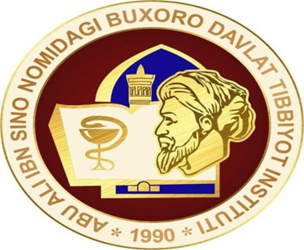 ABU ALI IBN SINO NOMIDAGI BUXORO DAVLAT TIBBIYOT INSTITUTI
* 1990 *